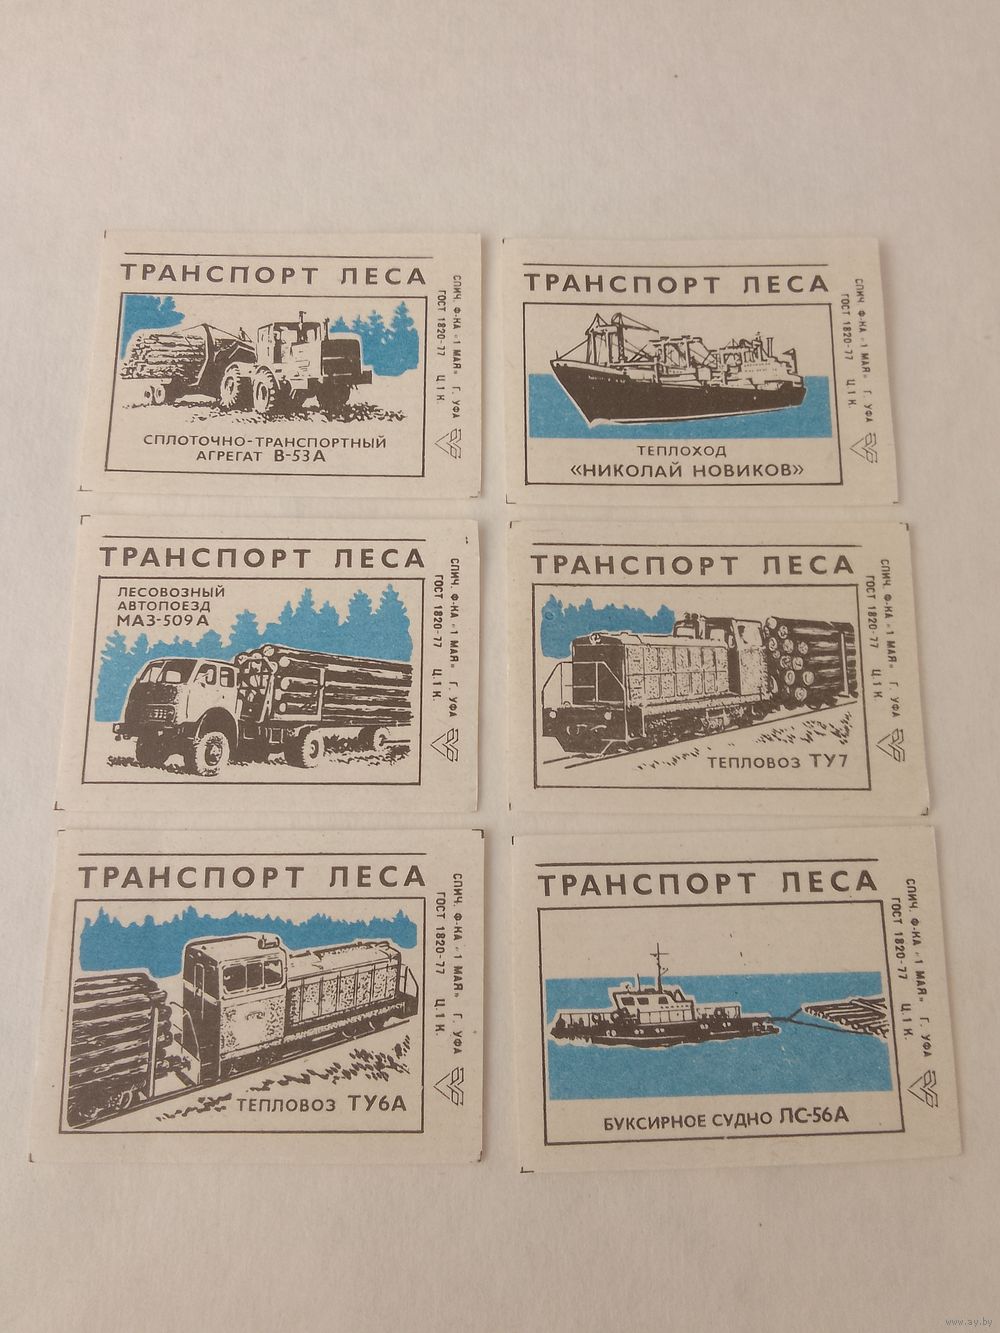 ТРАНСПОРТ ЛЕСА
СПЛОТОЧНО-ТРАНСПОРТНЫЙ
АГРЕГАТ В-53А
СПИЧ. Ф-КА «1 МАЯ» Г. УФА
ГОСТ 1820-77 Ц.1 К.
ТРАНСПОРТ ЛЕСА
ТЕПЛОХОД
«НИКОЛАЙ НОВИКОВ»
СПИЧ. Ф-КА «1 МАЯ» Г. УФА
ГОСТ 1820-77 Ц.1 К.
ТРАНСПОРТ ЛЕСА
ЛЕСОВОЗНЫЙ
АВТОПОЕЗД
МАЗ-509А
СПИЧ. Ф-КА «1 МАЯ» Г. УФА
ГОСТ 1820-77 Ц.1 К.
ТРАНСПОРТ ЛЕСА
ТЕПЛОВОЗ ТУ7
СПИЧ. Ф-КА «1 МАЯ» Г. УФА
ГОСТ 1820-77 Ц.1 К.
ТРАНСПОРТ ЛЕСА
ТЕПЛОВОЗ ТУ6А
СПИЧ. Ф-КА «1 МАЯ» Г. УФА
ГОСТ 1820-77 Ц.1 К.
ТРАНСПОРТ ЛЕСА
БУКСИРНОЕ СУДНО ЛС-56А
СПИЧ. Ф-КА «1 МАЯ» Г. УФА
ГОСТ 1820-77 Ц.1 К.
www.ay.by